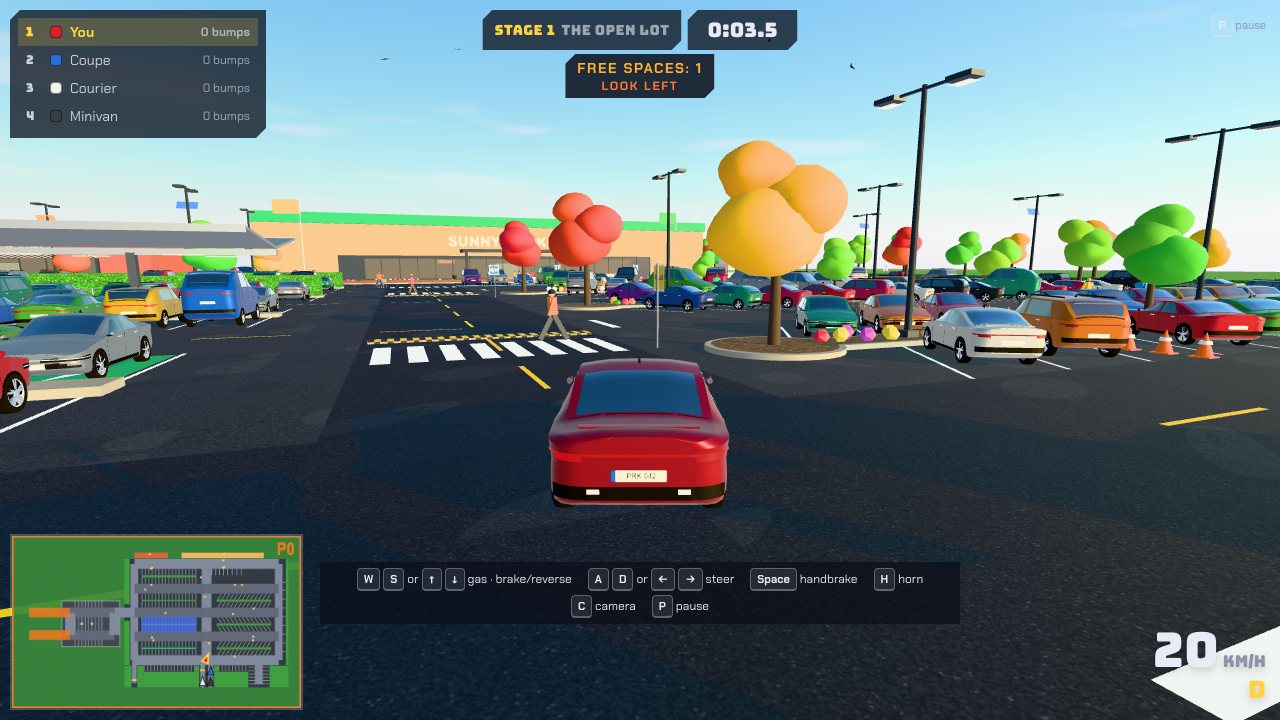 1 You 0 bumps
2 Coupe 0 bumps
3 Courier 0 bumps
4 Minivan 0 bumps
STAGE 1 THE OPEN LOT
0:03.5
FREE SPACES: 1
LOOK LEFT
P pause
SUNNY
PRK 042
P0
W S or ↑ ↓ gas · brake/reverse A D or ← → steer Space handbrake H horn
C camera P pause
20 KM/H
D